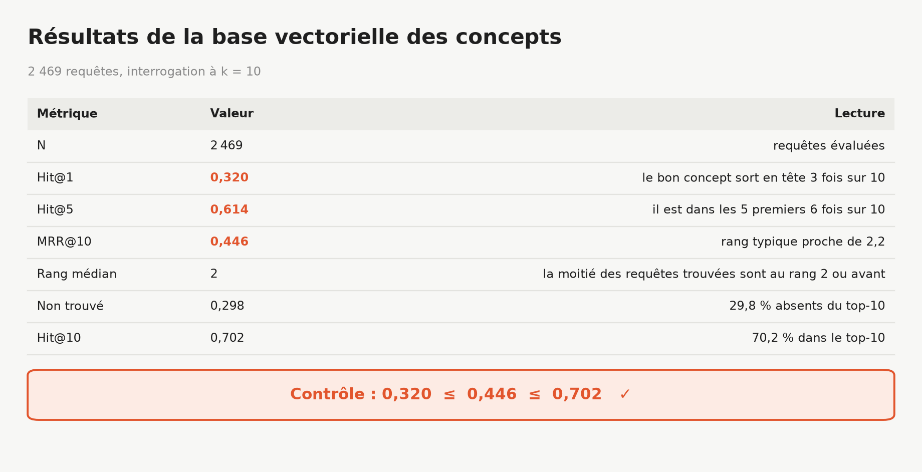 Résultats de la base vectorielle des concepts
2 469 requêtes, interrogation à k = 10
Métrique Valeur Lecture
N 2 469 requêtes évaluées
Hit@1 0,320 le bon concept sort en tête 3 fois sur 10
Hit@5 0,614 il est dans les 5 premiers 6 fois sur 10
MRR@10 0,446 rang typique proche de 2,2
Rang médian 2 la moitié des requêtes trouvées sont au rang 2 ou avant
Non trouvé 0,298 29,8 % absents du top-10
Hit@10 0,702 70,2 % dans le top-10
Contrôle : 0,320 ≤ 0,446 ≤ 0,702 ✓